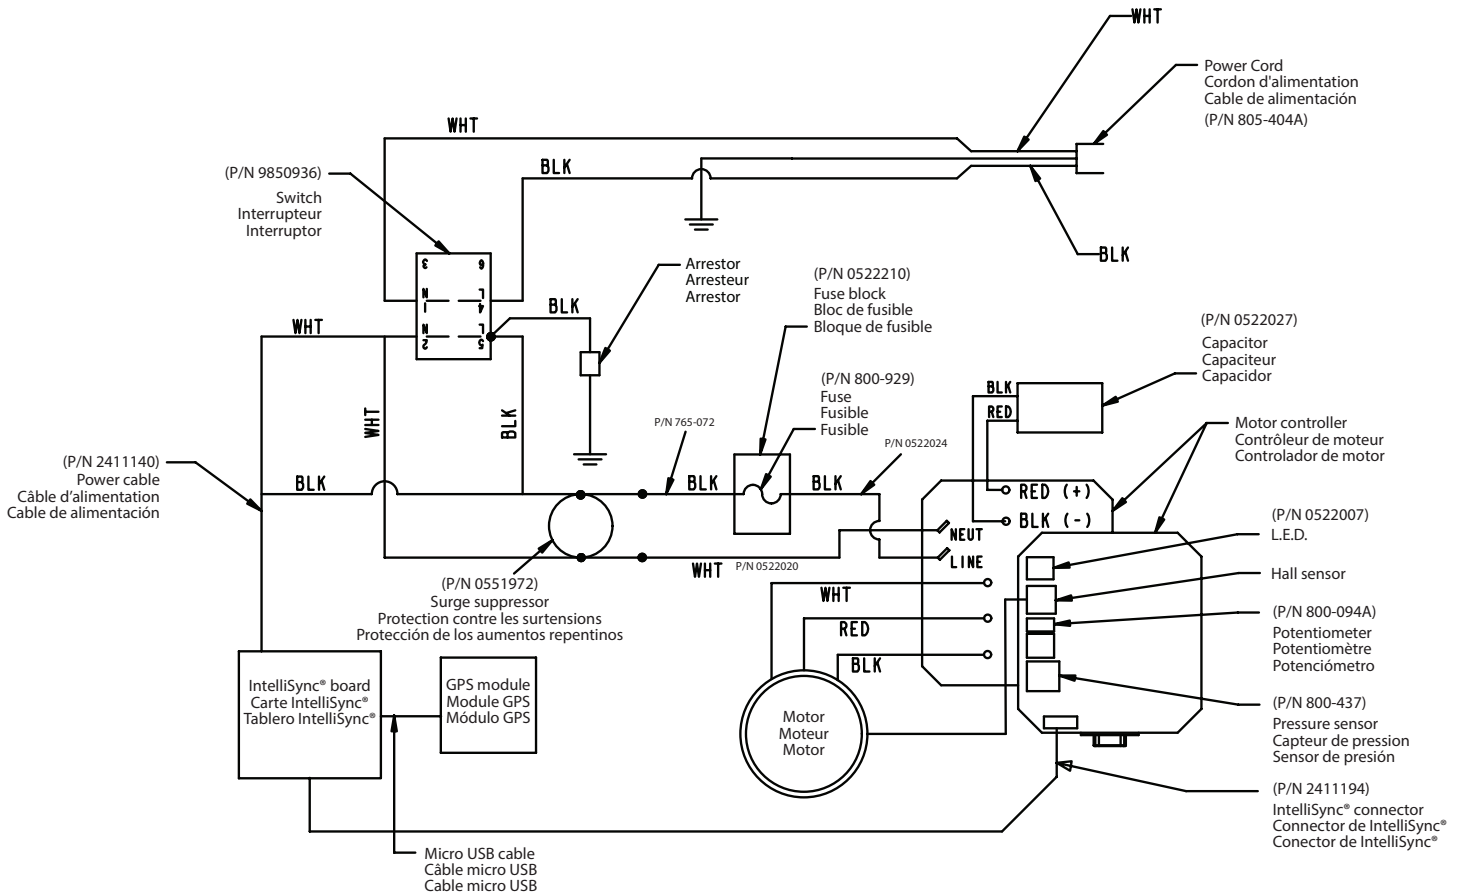 WHT
Power Cord
Cordon d'alimentation
Cable de alimentación
(P/N 805-404A)
WHT
BLK
BLK
(P/N 9850936)
Switch
Interrupteur
Interruptor
3 6
N L
1 4
N L
2 5
WHT
BLK
Arrestor
Arresteur
Arrestor
(P/N 0522210)
Fuse block
Bloc de fusible
Bloque de fusible
(P/N 800-929)
Fuse
Fusible
Fusible
(P/N 0522027)
Capacitor
Capaciteur
Capacidor
BLK
RED
WHT
BLK
P/N 765-072
P/N 0522024
Motor controller
Contrôleur de moteur
Controlador de motor
(P/N 2411140)
Power cable
Câble d'alimentation
Cable de alimentación
BLK
BLK
BLK
RED (+)
BLK (-)
NEUT
LINE
(P/N 0522007)
L.E.D.
Hall sensor
(P/N 800-094A)
Potentiometer
Potentiomètre
Potenciómetro
(P/N 800-437)
Pressure sensor
Capteur de pression
Sensor de presión
(P/N 2411194)
IntelliSync® connector
Connector de IntelliSync®
Conector de IntelliSync®
WHT
P/N 0522020
(P/N 0551972)
Surge suppressor
Protection contre les surtensions
Protección de los aumentos repentinos
WHT
RED
BLK
Motor
Moteur
Motor
IntelliSync® board
Carte IntelliSync®
Tablero IntelliSync®
GPS module
Module GPS
Módulo GPS
Micro USB cable
Câble micro USB
Cable micro USB